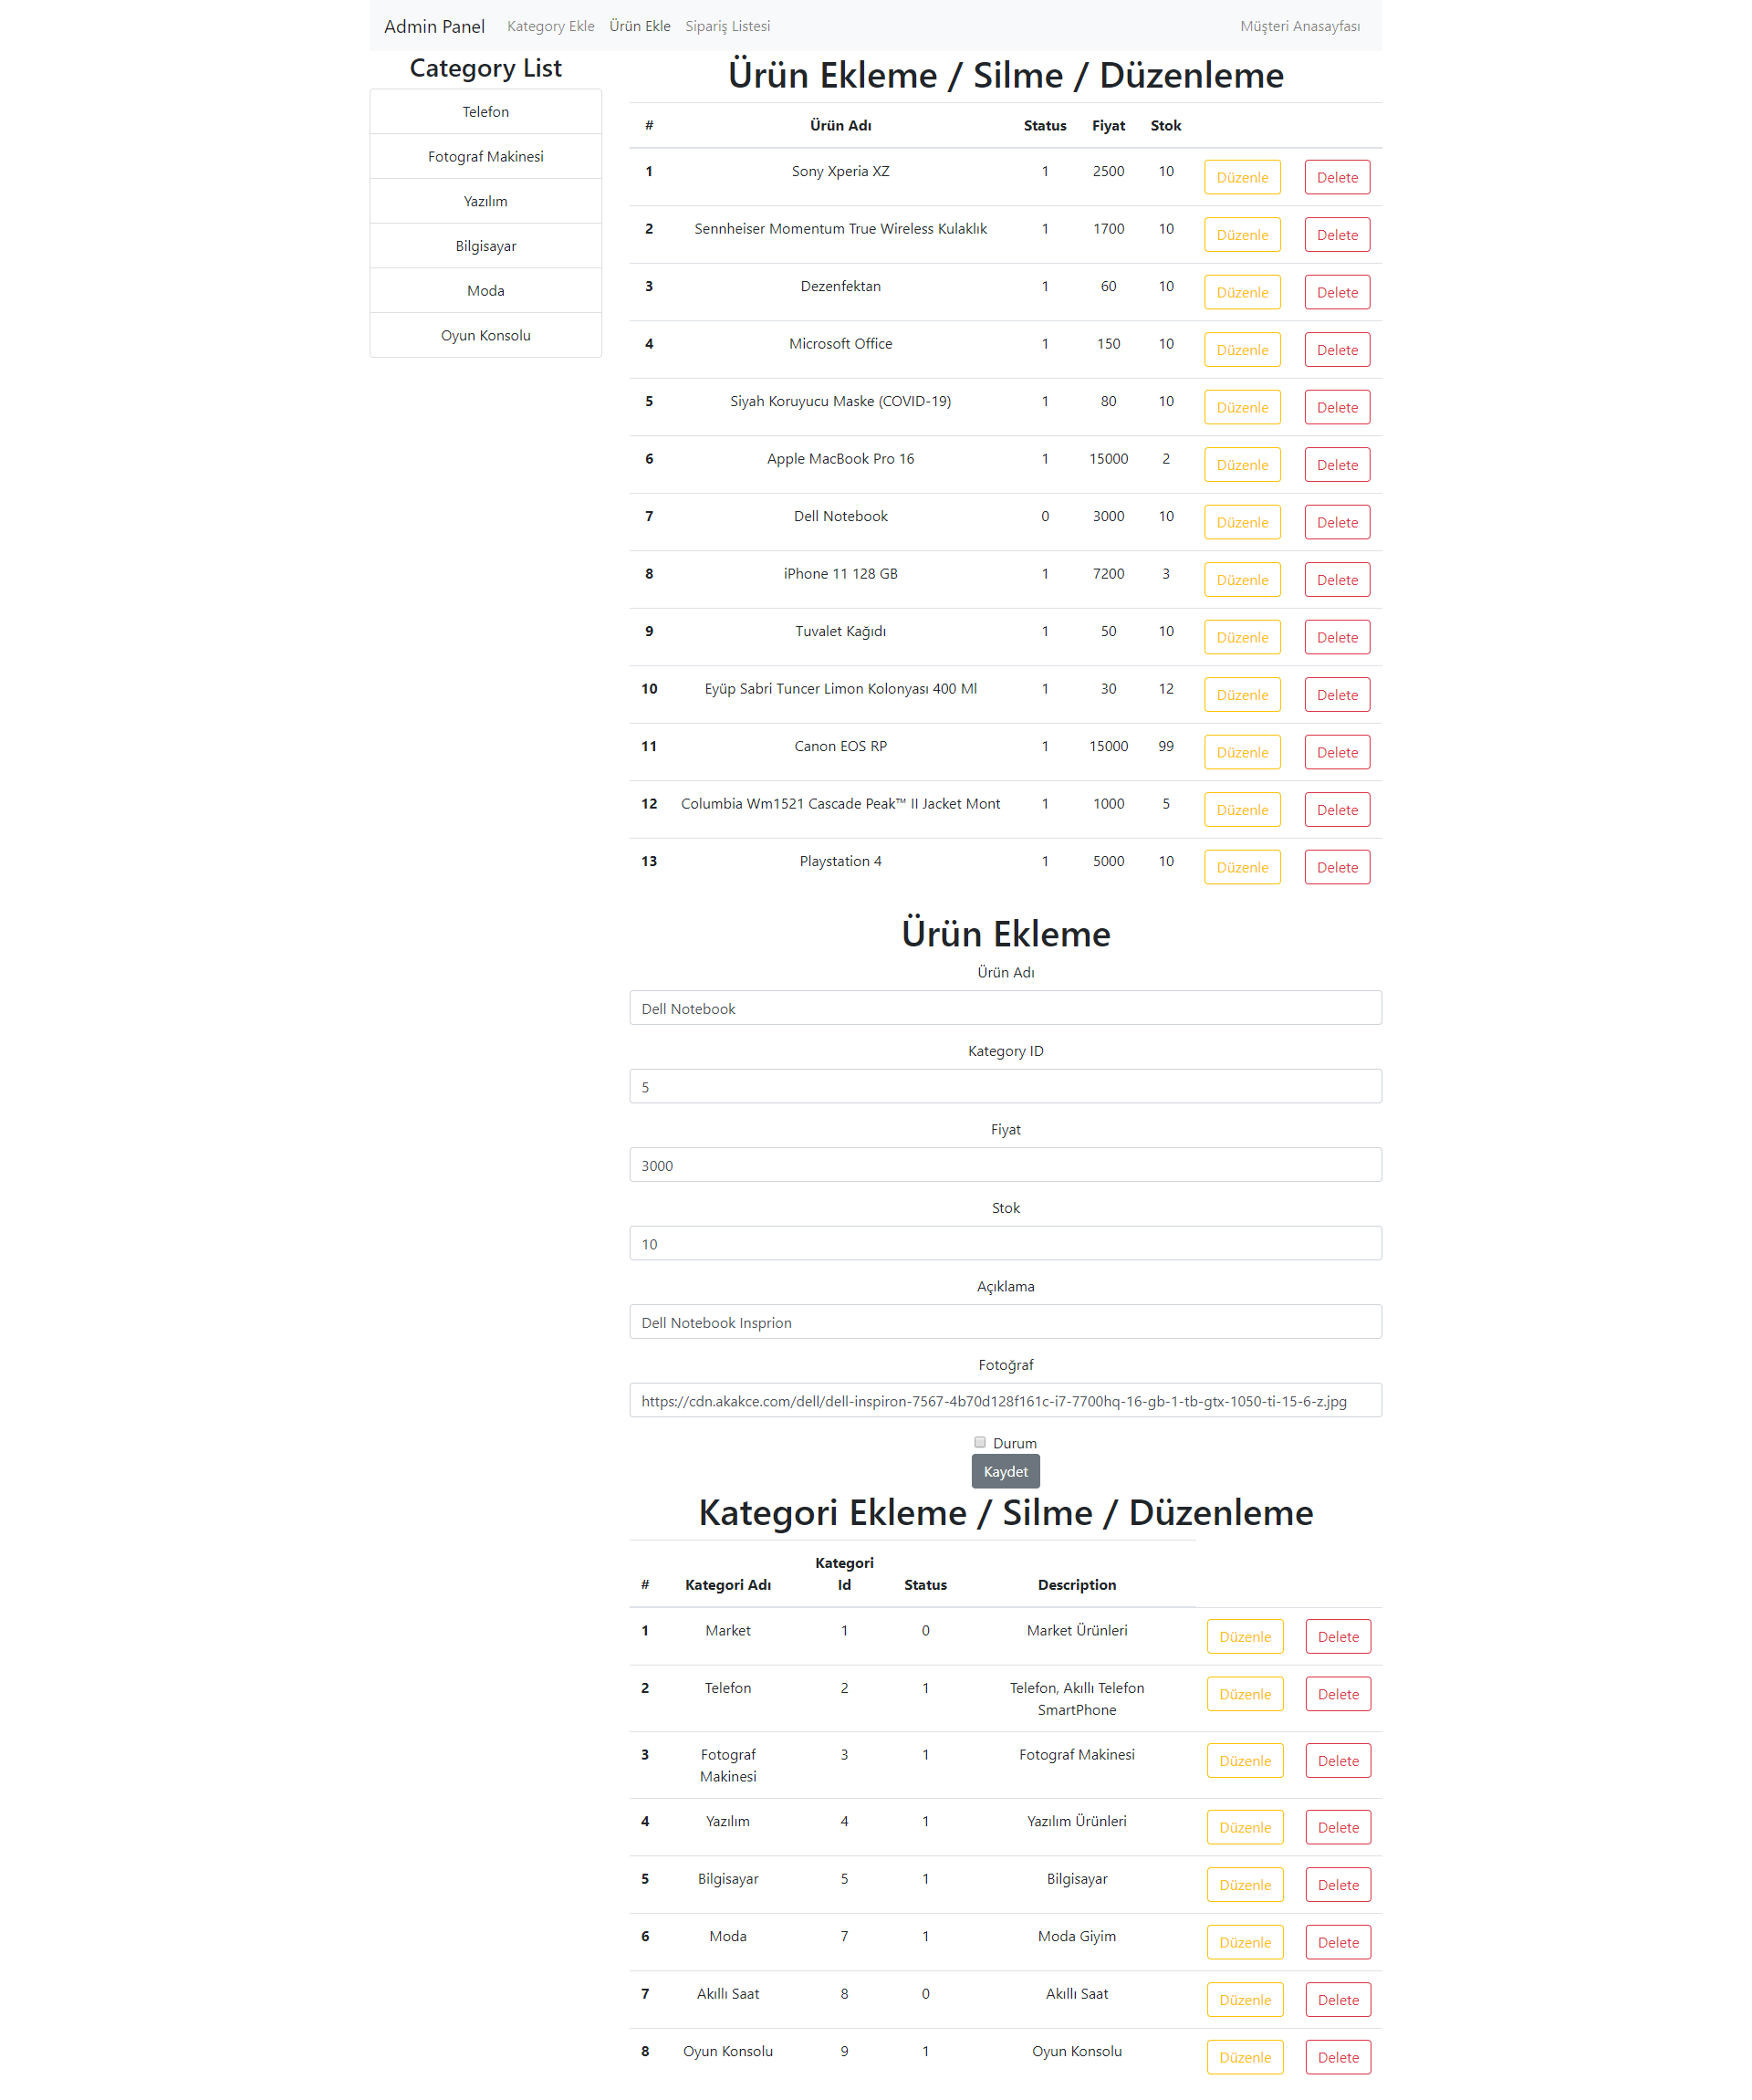 Admin Panel Kategory Ekle Ürün Ekle Sipariş Listesi Müşteri Anasayfası
Category List
Telefon
Fotograf Makinesi
Yazılım
Bilgisayar
Moda
Oyun Konsolu
Ürün Ekleme / Silme / Düzenleme
# Ürün Adı Status Fiyat Stok
1 Sony Xperia XZ 1 2500 10 Düzenle Delete
2 Sennheiser Momentum True Wireless Kulaklık 1 1700 10 Düzenle Delete
3 Dezenfektan 1 60 10 Düzenle Delete
4 Microsoft Office 1 150 10 Düzenle Delete
5 Siyah Koruyucu Maske (COVID-19) 1 80 10 Düzenle Delete
6 Apple MacBook Pro 16 1 15000 2 Düzenle Delete
7 Dell Notebook 0 3000 10 Düzenle Delete
8 iPhone 11 128 GB 1 7200 3 Düzenle Delete
9 Tuvalet Kağıdı 1 50 10 Düzenle Delete
10 Eyüp Sabri Tuncer Limon Kolonyası 400 Ml 1 30 12 Düzenle Delete
11 Canon EOS RP 1 15000 99 Düzenle Delete
12 Columbia Wm1521 Cascade Peak™ II Jacket Mont 1 1000 5 Düzenle Delete
13 Playstation 4 1 5000 10 Düzenle Delete
Ürün Ekleme
Ürün Adı
Dell Notebook
Kategory ID
5
Fiyat
3000
Stok
10
Açıklama
Dell Notebook Insprion
Fotoğraf
https://cdn.akakce.com/dell/dell-inspiron-7567-4b70d128f161c-i7-7700hq-16-gb-1-tb-gtx-1050-ti-15-6-z.jpg
Durum
Kaydet
Kategori Ekleme / Silme / Düzenleme
Kategori
# Kategori Adı Id Status Description
1 Market 1 0 Market Ürünleri Düzenle Delete
2 Telefon 2 1 Telefon, Akıllı Telefon Düzenle Delete
SmartPhone
3 Fotograf 3 1 Fotograf Makinesi Düzenle Delete
Makinesi
4 Yazılım 4 1 Yazılım Ürünleri Düzenle Delete
5 Bilgisayar 5 1 Bilgisayar Düzenle Delete
6 Moda 7 1 Moda Giyim Düzenle Delete
7 Akıllı Saat 8 0 Akıllı Saat Düzenle Delete
8 Oyun Konsolu 9 1 Oyun Konsolu Düzenle Delete